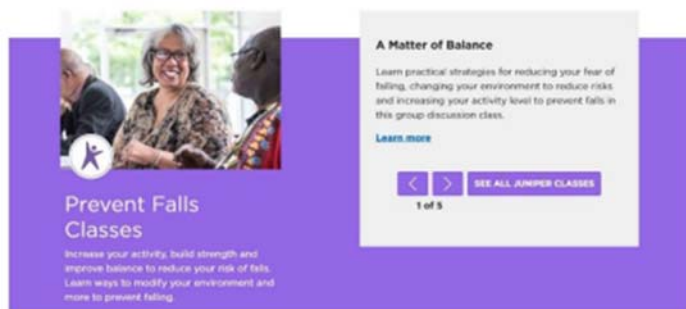 Prevent Falls
Classes
Increase your activity, build strength and
improve balance to reduce your risk of falls.
Learn ways to modify your environment and
more to prevent falling.
A Matter of Balance
Learn practical strategies for reducing your fear of
falling, changing your environment to reduce risks
and increasing your activity level to prevent falls in
this group discussion class.
Learn more
SEE ALL JUNIPER CLASSES
1 of 5